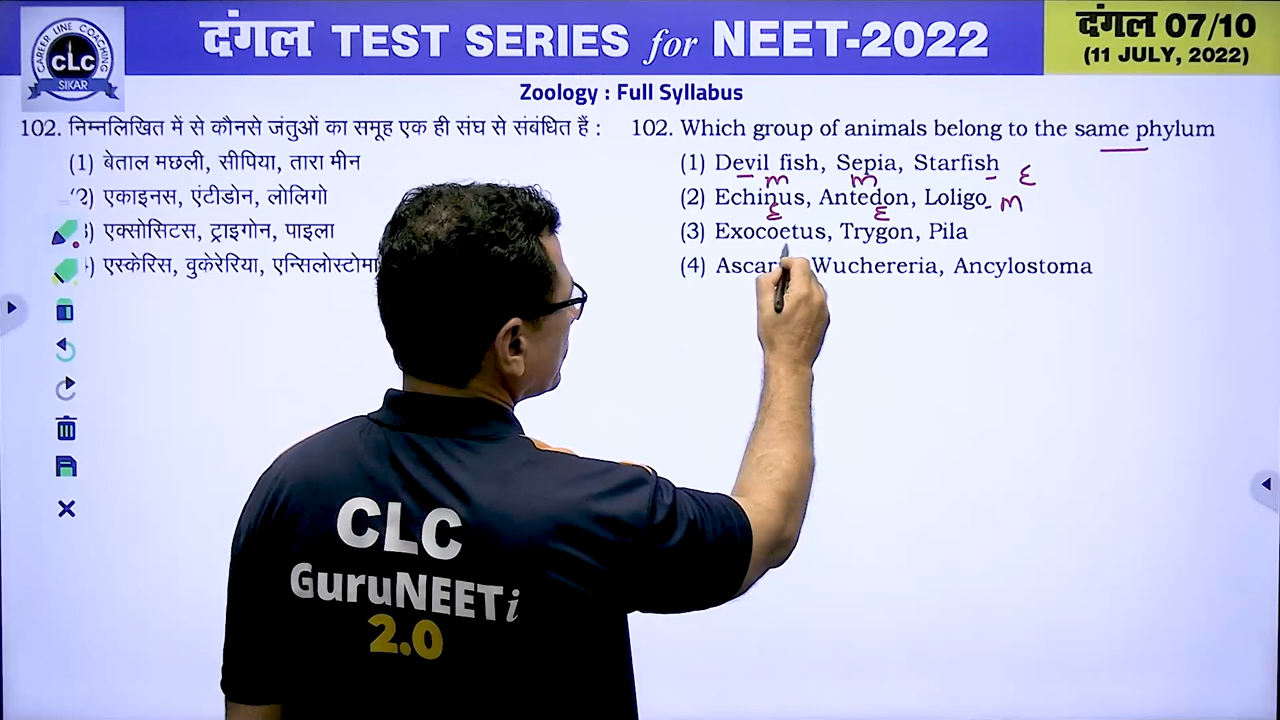 CAREER LINE COACHING
CLC
SIKAR
दंगल TEST SERIES for NEET-2022
दंगल 07/10
(11 JULY, 2022)
Zoology : Full Syllabus
102. निम्नलिखित में से कौनसे जंतुओं का समूह एक ही संघ से संबंधित हैं :
(1) बेताल मछली, सीपिया, तारा मीन
2) एकाइनस, एंटीडोन, लोलिगो
) एक्सोसिटस, ट्राइगोन, पाइला
) एस्केरिस, वुकेरेरिया, एन्सिलोस्टोमा
102. Which group of animals belong to the same phylum
(1) Devil fish, Sepia, Starfish
m m ε
(2) Echinus, Antedon, Loligo m
ε ε
(3) Exocoetus, Trygon, Pila
(4) Wuchereria, Ancylostoma
CLC
GuruNEETi
2.0